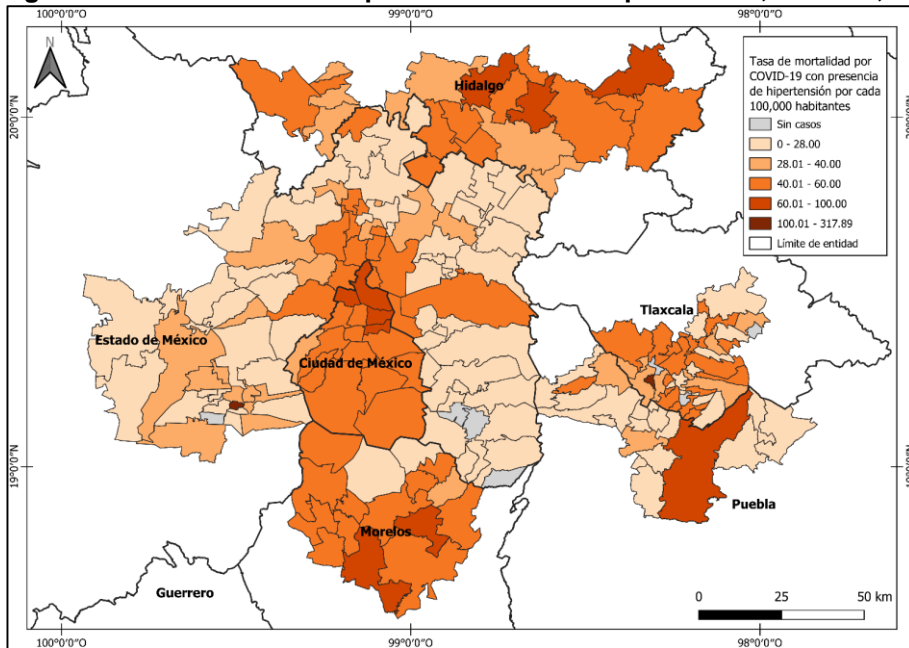 100°0'0"O 99°0'0"O 98°0'0"O
N
Tasa de mortalidad por
COVID-19 con presencia
de hipertensión por cada
100,000 habitantes
Sin casos
0 - 28.00
28.01 - 40.00
40.01 - 60.00
60.01 - 100.00
100.01 - 317.89
Límite de entidad
Hidalgo
20°0'0"N
Tlaxcala
Estado de México
Ciudad de México
19°0'0"N
Puebla
Morelos
Guerrero
0 25 50 km
100°0'0"O 99°0'0"O 98°0'0"O